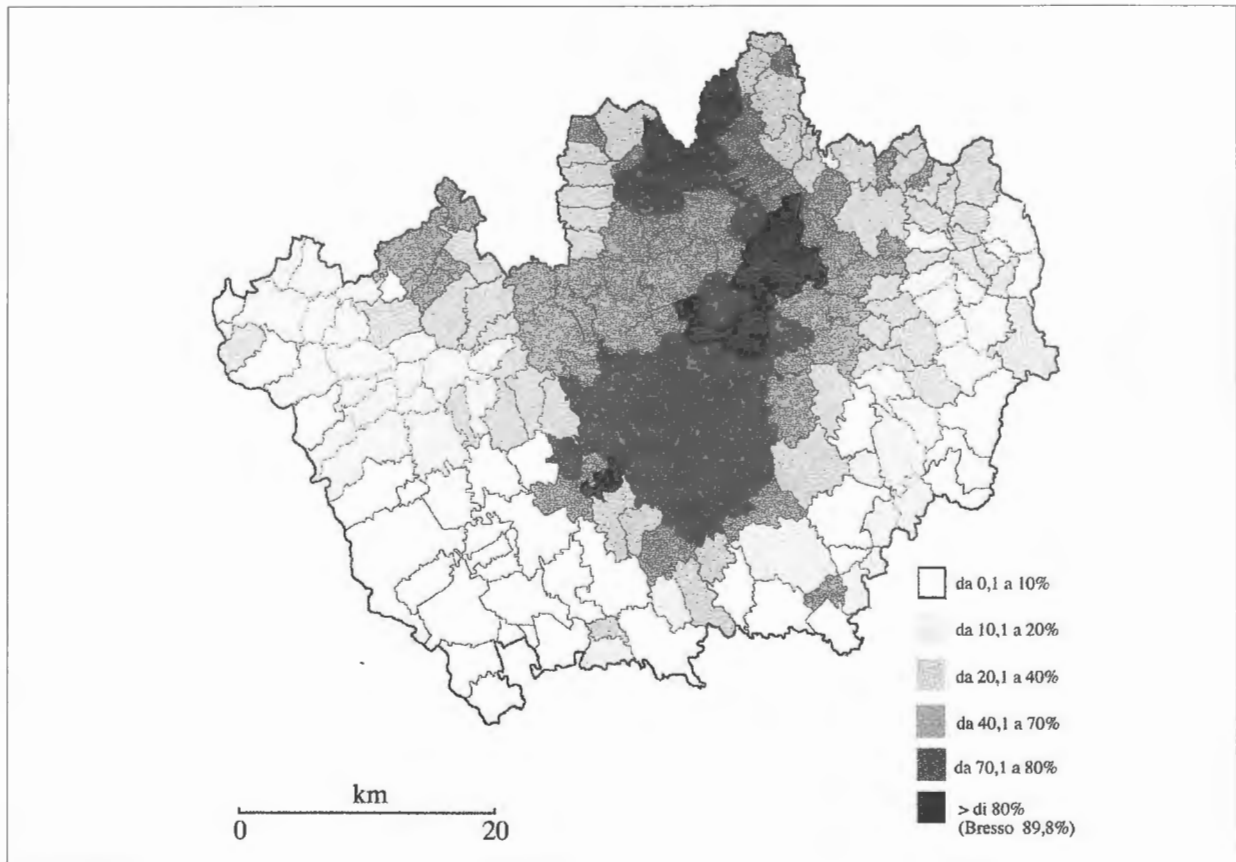 da 0,1 a 10%
da 10,1 a 20%
da 20,1 a 40%
da 40,1 a 70%
da 70,1 a 80%
> di 80%
(Bresso 89,8%)
km
0 20